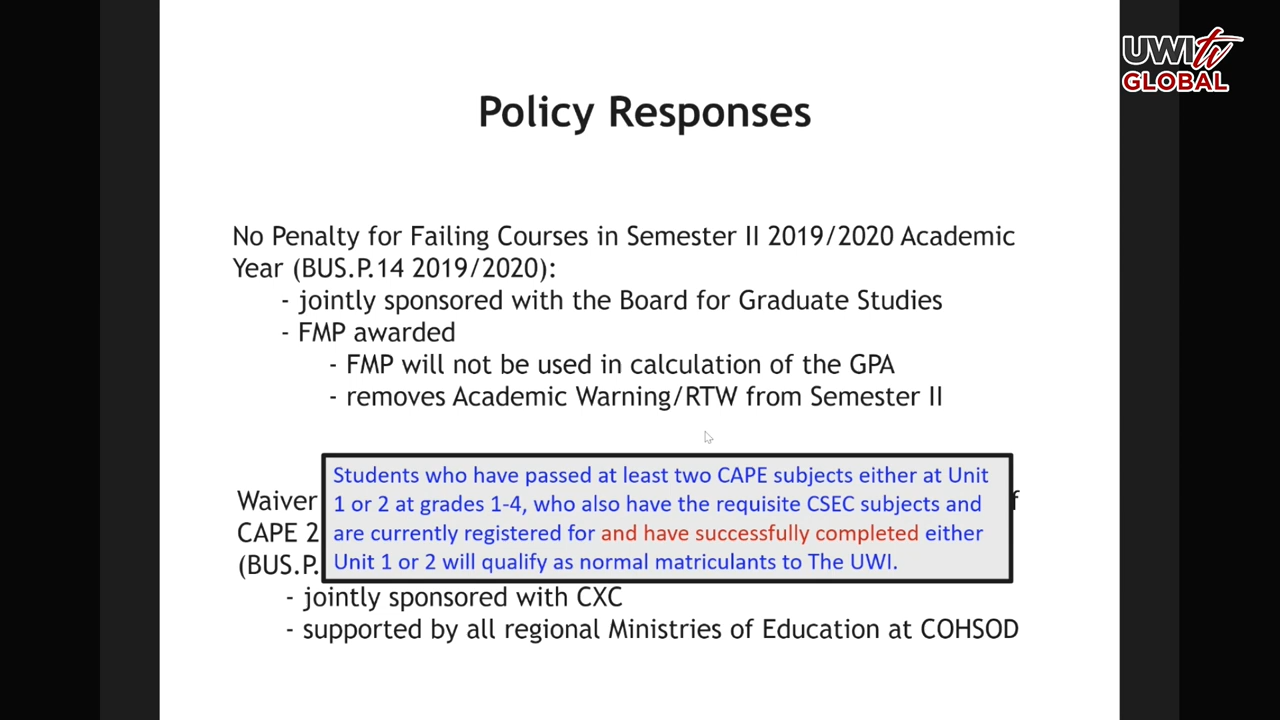 UWItv
GLOBAL
Policy Responses
No Penalty for Failing Courses in Semester II 2019/2020 Academic
Year (BUS.P.14 2019/2020):
- jointly sponsored with the Board for Graduate Studies
- FMP awarded
- FMP will not be used in calculation of the GPA
- removes Academic Warning/RTW from Semester II
Students who have passed at least two CAPE subjects either at Unit
1 or 2 at grades 1-4, who also have the requisite CSEC subjects and
are currently registered for and have successfully completed either
Unit 1 or 2 will qualify as normal matriculants to The UWI.
Waiver
CAPE 2
(BUS.P.
- jointly sponsored with CXC
- supported by all regional Ministries of Education at COHSOD